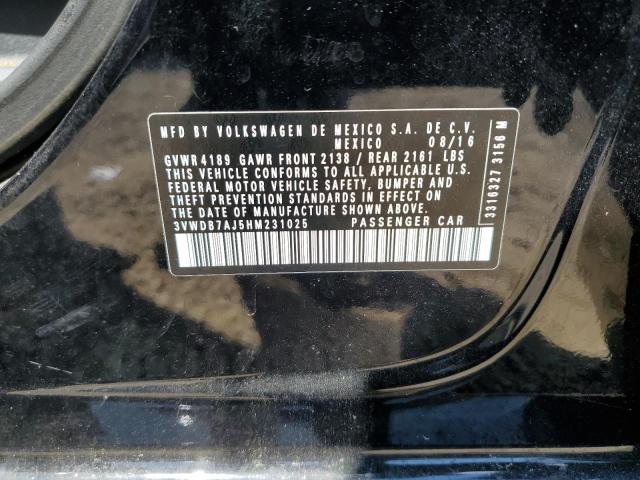 MFD BY VOLKSWAGEN DE MEXICO S.A. DE C.V.
MEXICO 08/16
GVWR 4189 GAWR FRONT 2138 / REAR 2161 LBS
THIS VEHICLE CONFORMS TO ALL APPLICABLE U.S.
FEDERAL MOTOR VEHICLE SAFETY, BUMPER AND
THEFT PREVENTION STANDARDS IN EFFECT ON
THE DATE OF MANUFACTURE SHOWN ABOVE.
3VWDB7AJ5HM231025 PASSENGER CAR
3316327 3156 M